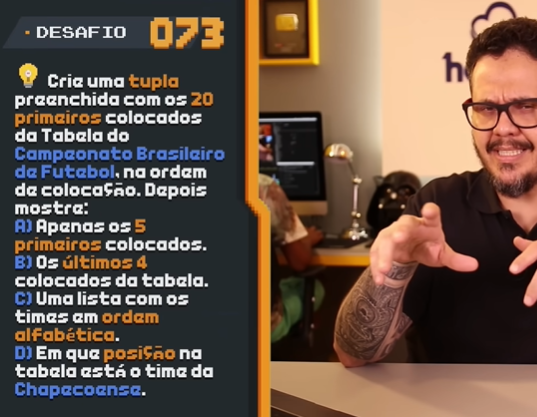 DESAFIO 073
Crie uma tupla
preenchida com os 20
primeiros colocados
da Tabela do
Campeonato Brasileiro
de Futebol, na ordem
de colocação. Depois
mostre:
A) Apenas os 5
primeiros colocados.
B) Os últimos 4
colocados da tabela.
C) Uma lista com os
times em ordem
alfabética.
D) Em que posição na
tabela está o time da
Chapecoense.